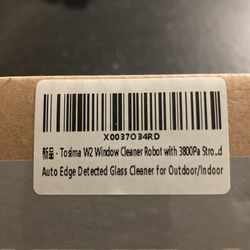 X0037O34RD
新品 - Tosima W2 Window Cleaner Robot with 3800Pa Stro...d
Auto Edge Detected Glass Cleaner for Outdoor/Indoor